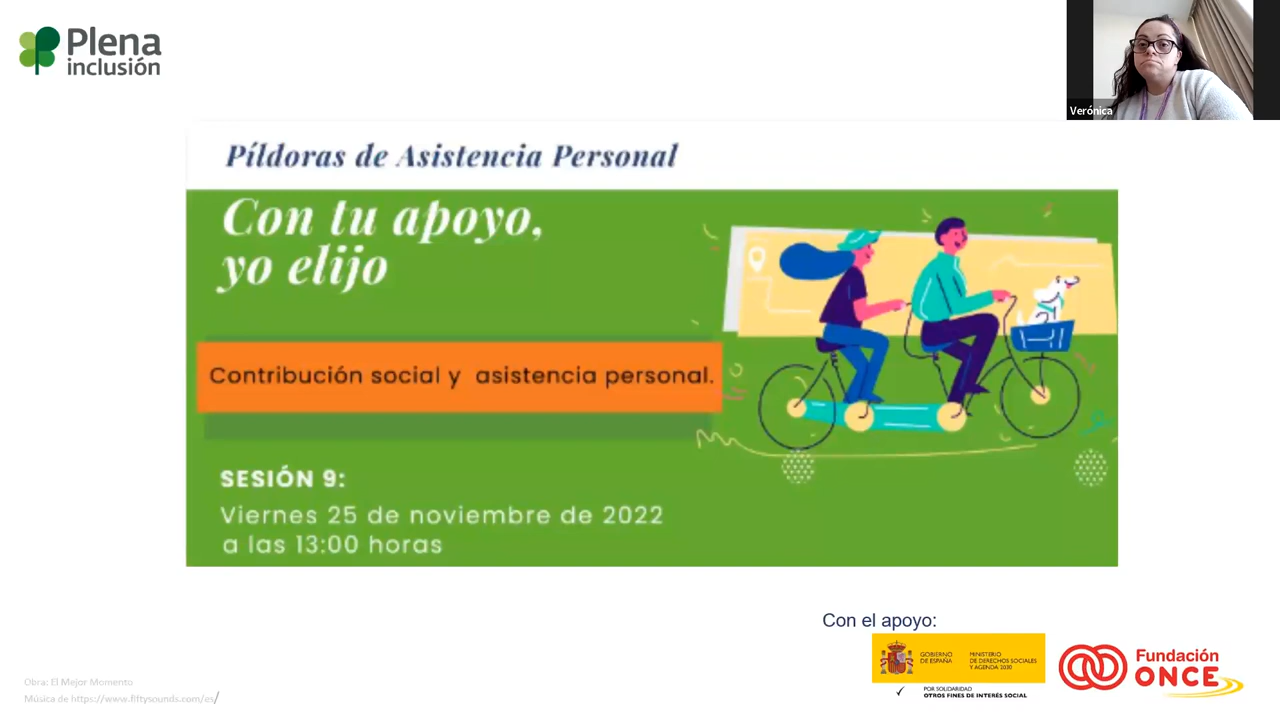 Plena
inclusión
Verónica
Píldoras de Asistencia Personal
Con tu apoyo,
yo elijo
Contribución social y asistencia personal.
SESIÓN 9:
Viernes 25 de noviembre de 2022
a las 13:00 horas
Con el apoyo:
GOBIERNO
DE ESPAÑA
MINISTERIO
DE DERECHOS SOCIALES
Y AGENDA 2030
POR SOLIDARIDAD
OTROS FINES DE INTERÉS SOCIAL
Fundación
ONCE
Obra: El Mejor Momento
Música de https://www.fiftysounds.com/es/